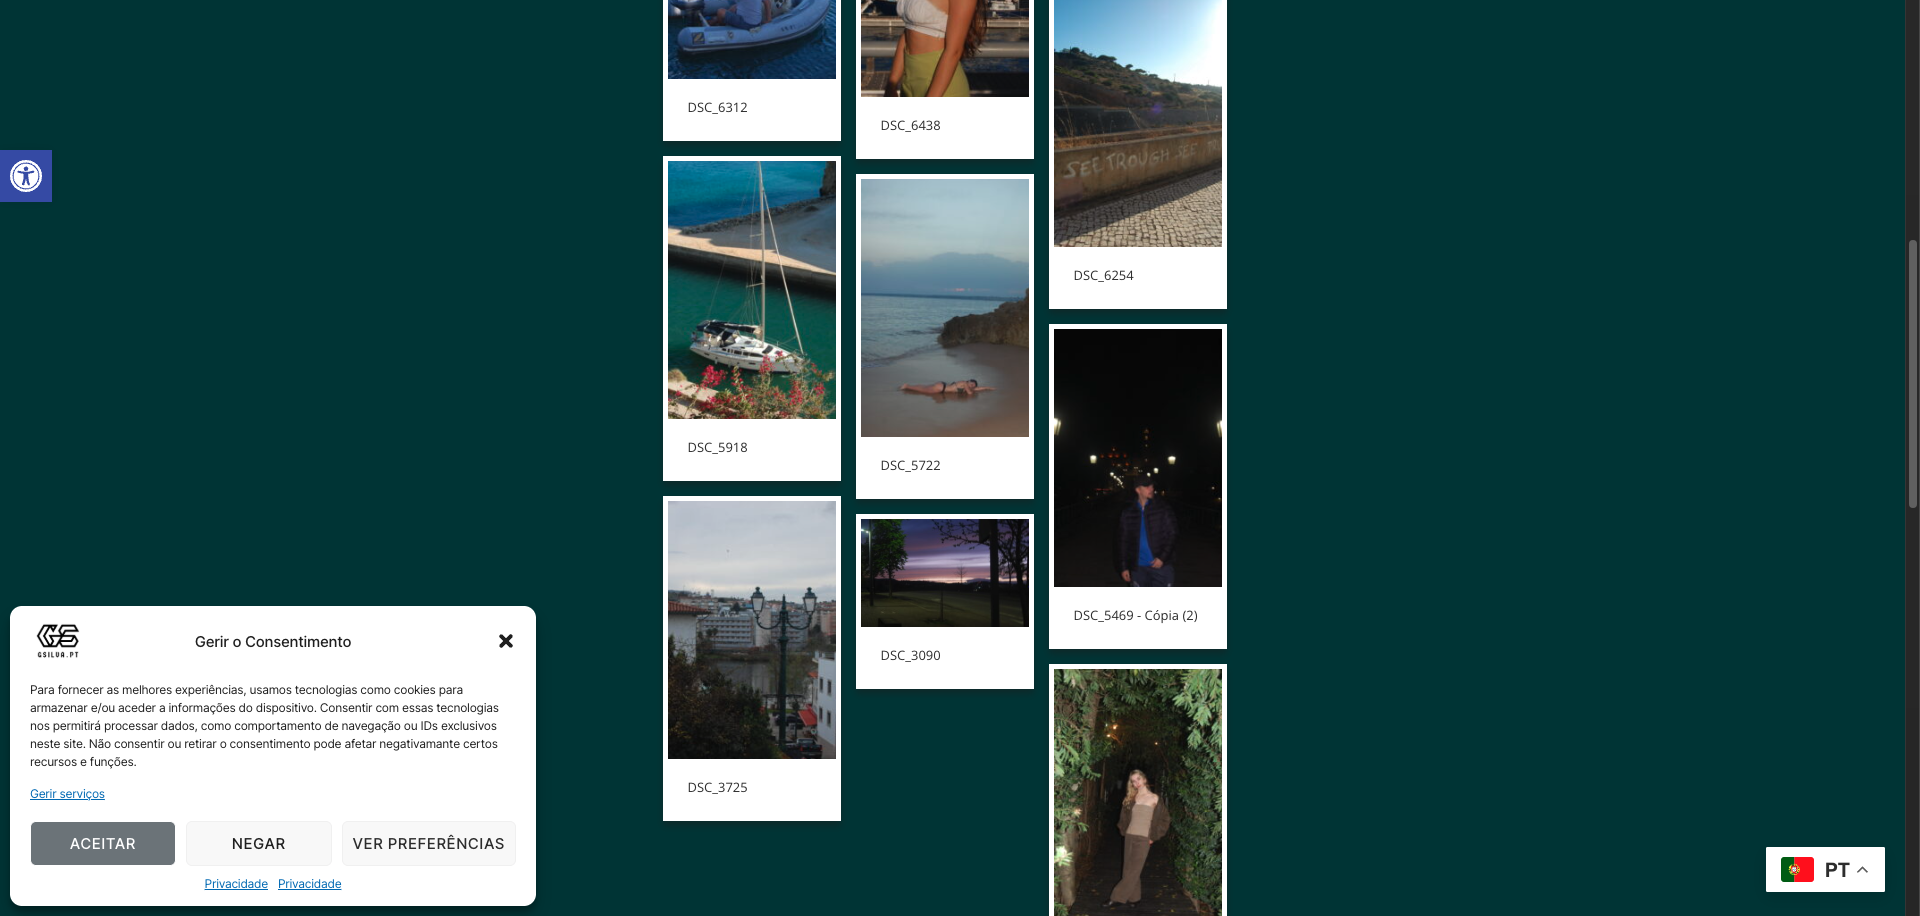 DSC_6312
DSC_6438
SEE TROUGH SEE
DSC_6254
DSC_5918
DSC_5722
DSC_5469 - Cópia (2)
DSC_3090
DSC_3725
GS
GSILVA.PT
Gerir o Consentimento
Para fornecer as melhores experiências, usamos tecnologias como cookies para
armazenar e/ou aceder a informações do dispositivo. Consentir com essas tecnologias
nos permitirá processar dados, como comportamento de navegação ou IDs exclusivos
neste site. Não consentir ou retirar o consentimento pode afetar negativamante certos
recursos e funções.
Gerir serviços
ACEITAR
NEGAR
VER PREFERÊNCIAS
Privacidade Privacidade
PT